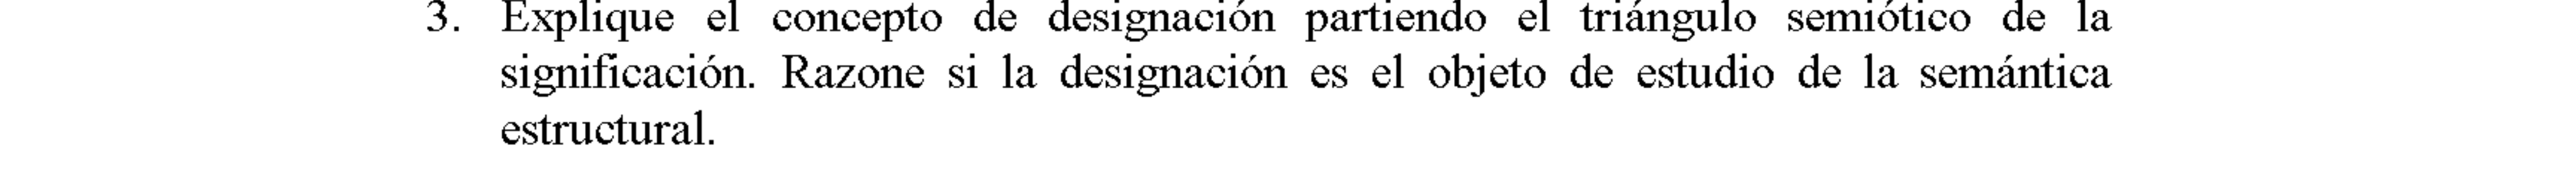 3. Explique el concepto de designación partiendo el triángulo semiótico de la
significación. Razone si la designación es el objeto de estudio de la semántica
estructural.